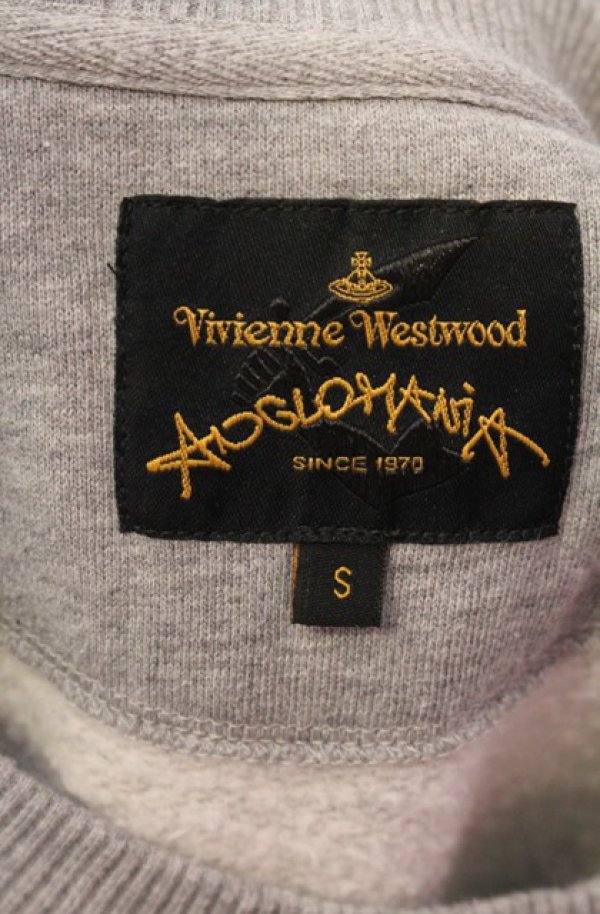 Vivienne Westwood
ANGLOMANIA
SINCE 1970
S